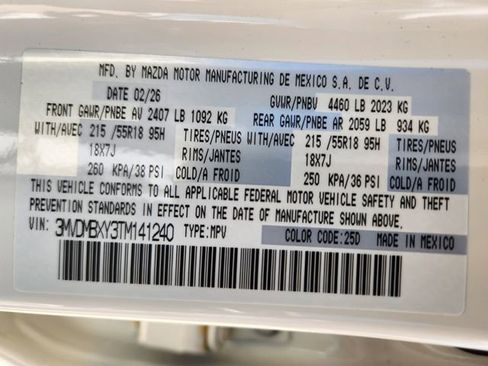 MFD. BY MAZDA MOTOR MANUFACTURING DE MEXICO S.A. DE C.V.
DATE 02/26 GVWR/PNBV 4460 LB 2023 KG
FRONT GAWR/PNBE AV 2407 LB 1092 KG REAR GAWR/PNBE AR 2059 LB 934 KG
WITH/AVEC 215 /55R18 95H TIRES/PNEUS WITH/AVEC 215 /55R18 95H TIRES/PNEUS
18X7J RIMS/JANTES 18X7J RIMS/JANTES
260 KPA/38 PSI COLD/A FROID 250 KPA/36 PSI COLD/A FROID
THIS VEHICLE CONFORMS TO ALL APPLICABLE FEDERAL MOTOR VEHICLE SAFETY AND THEFT
PREVENTION STANDARDS IN EFFECT ON THE DATE OF MANUFACTURE SHOWN ABOVE.
VIN: 3MVDMBXY3TM141240 TYPE:MPV COLOR CODE:25D MADE IN MEXICO